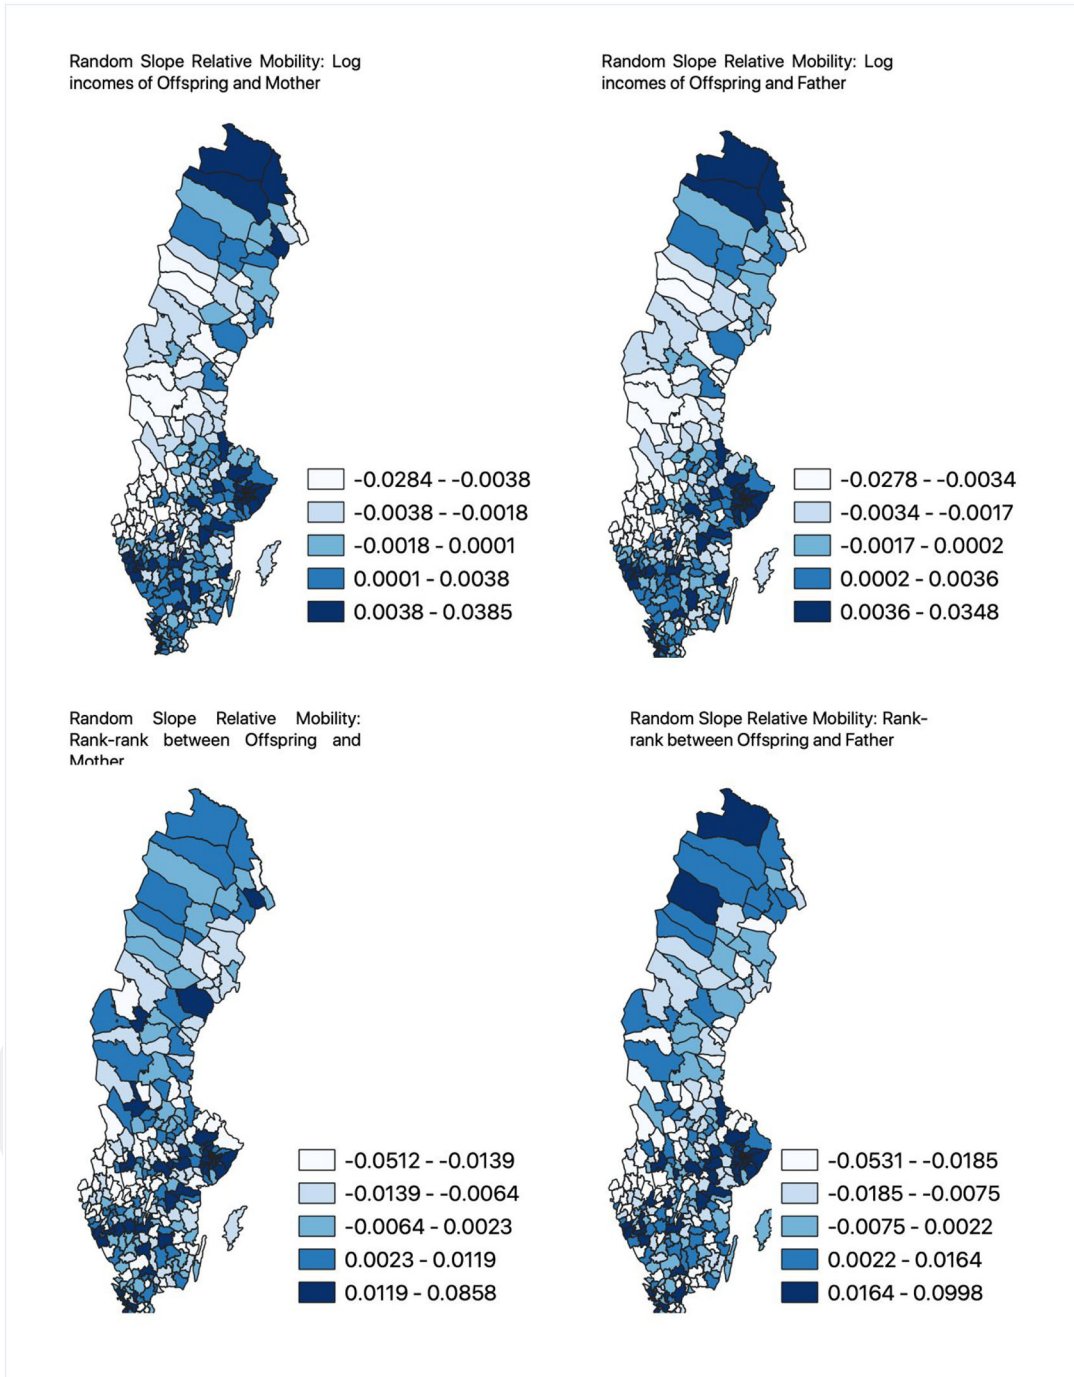 Random Slope Relative Mobility: Log
incomes of Offspring and Mother
Random Slope Relative Mobility: Log
incomes of Offspring and Father
-0.0284 - -0.0038
-0.0038 - -0.0018
-0.0018 - 0.0001
0.0001 - 0.0038
0.0038 - 0.0385
-0.0278 - -0.0034
-0.0034 - -0.0017
-0.0017 - 0.0002
0.0002 - 0.0036
0.0036 - 0.0348
Random Slope Relative Mobility:
Rank-rank between Offspring and
Mother
Random Slope Relative Mobility: Rank-
rank between Offspring and Father
-0.0512 - -0.0139
-0.0139 - -0.0064
-0.0064 - 0.0023
0.0023 - 0.0119
0.0119 - 0.0858
-0.0531 - -0.0185
-0.0185 - -0.0075
-0.0075 - 0.0022
0.0022 - 0.0164
0.0164 - 0.0998